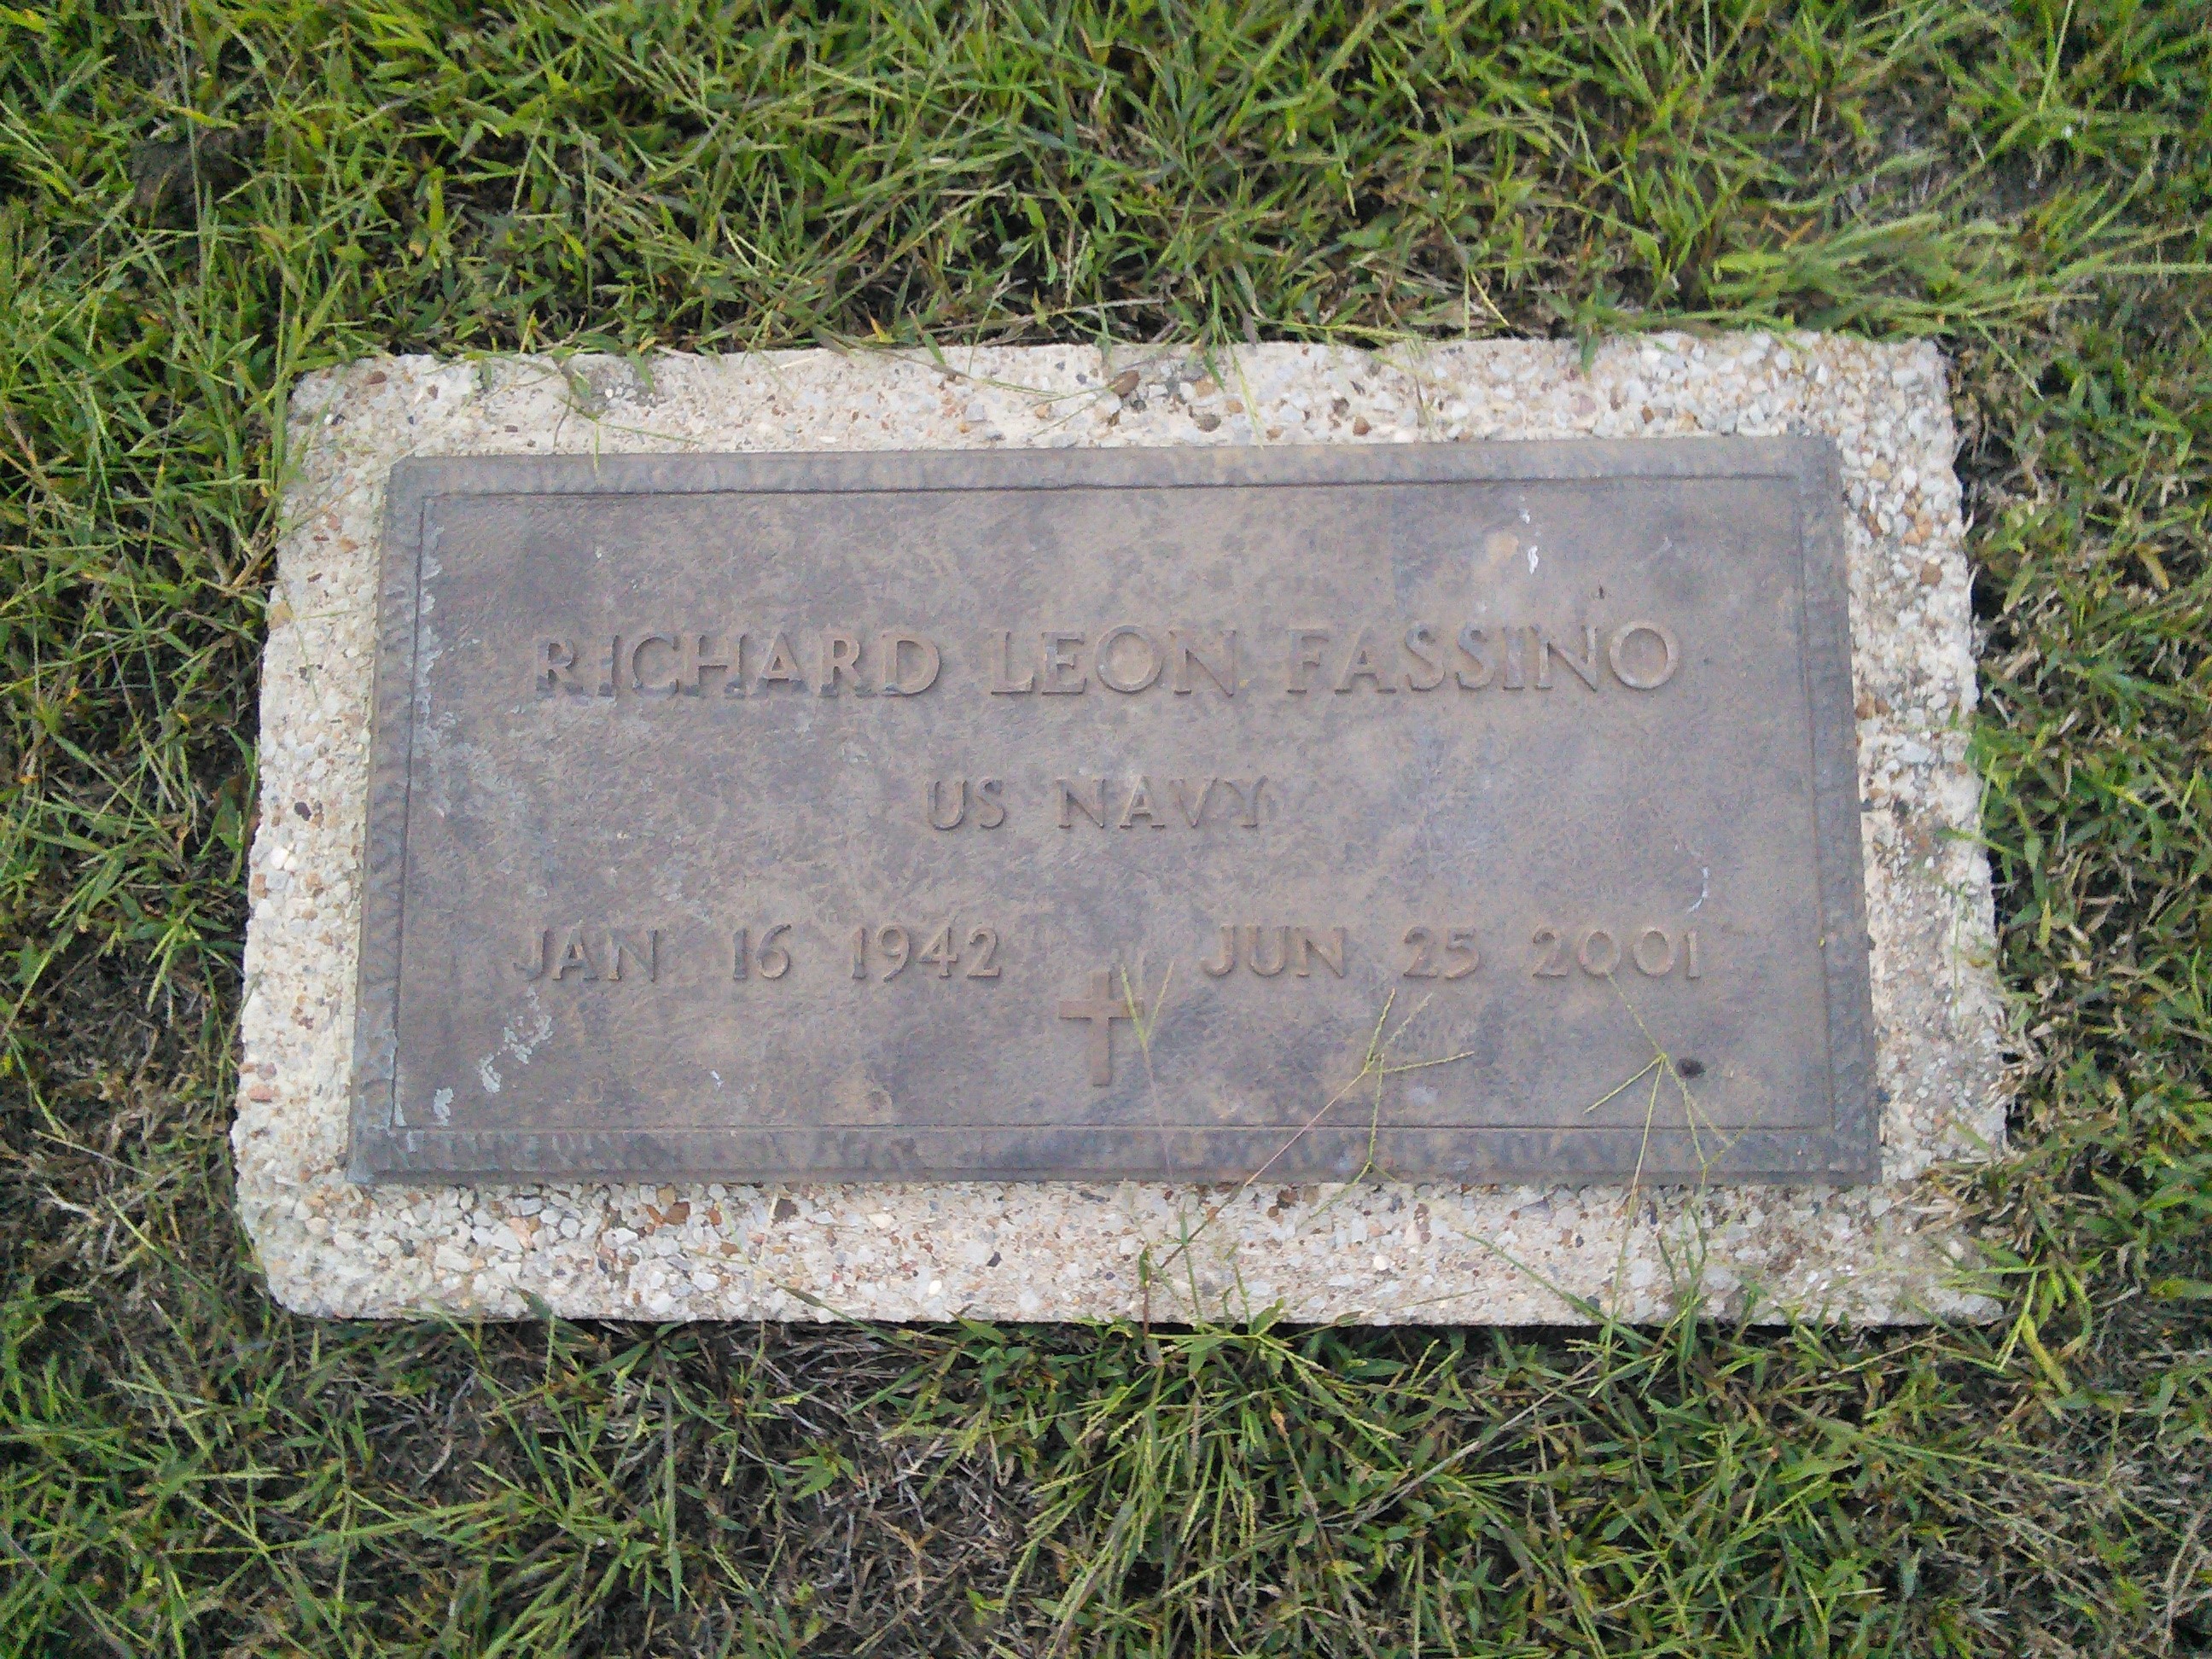 RICHARD LEON FASSINO
US NAVY
JAN 16 1942 JUN 25 2001